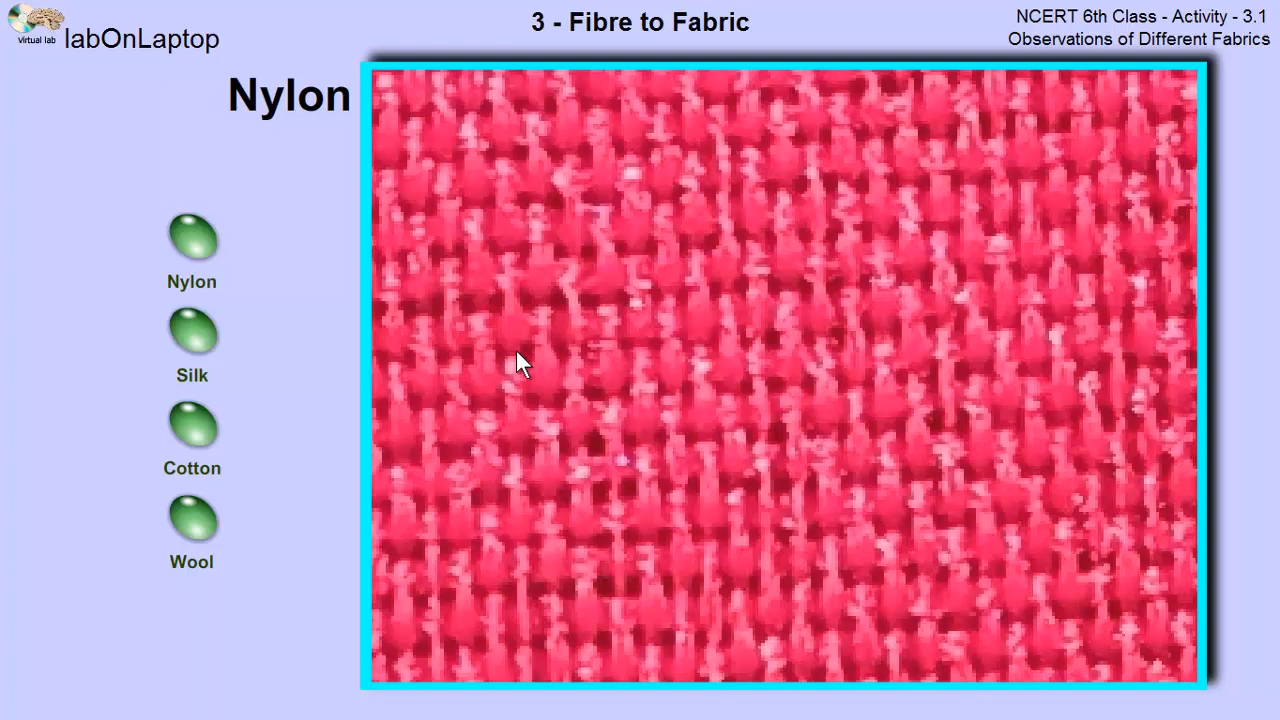 virtual lab
labOnLaptop
3 - Fibre to Fabric
NCERT 6th Class - Activity - 3.1
Observations of Different Fabrics
Nylon
Nylon
Silk
Cotton
Wool